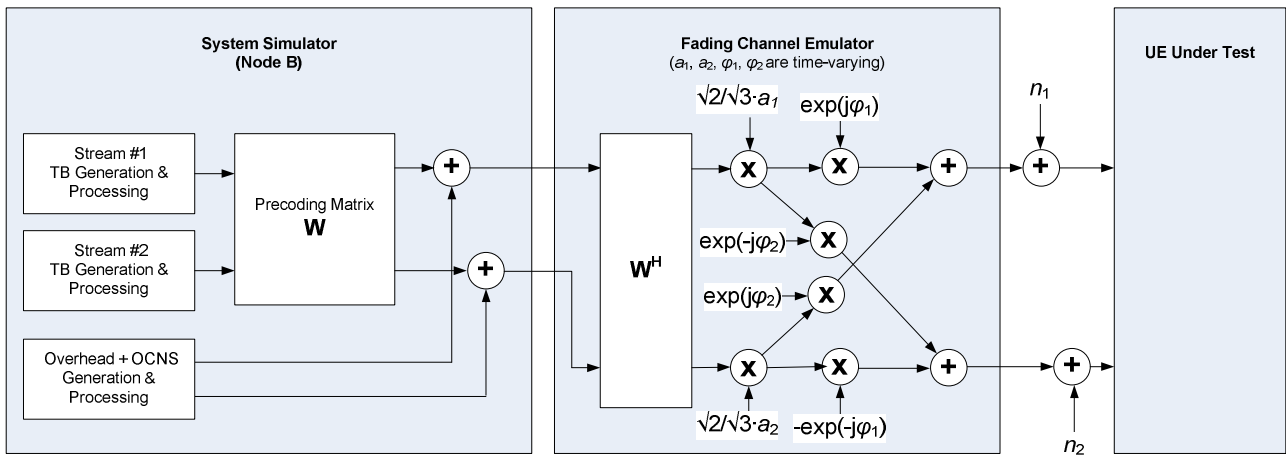 System Simulator
(Node B)
Stream #1
TB Generation &
Processing
Stream #2
TB Generation &
Processing
Overhead + OCNS
Generation &
Processing
Precoding Matrix
W
+
+
Fading Channel Emulator
(a₁, a₂, φ₁, φ₂ are time-varying)
√2/√3·a₁
exp(jφ₁)
Wᴴ
x
x
+
exp(-jφ₂)
x
exp(jφ₂)
x
x
x
+
√2/√3·a₂
-exp(-jφ₁)
n₁
+
+
n₂
UE Under Test